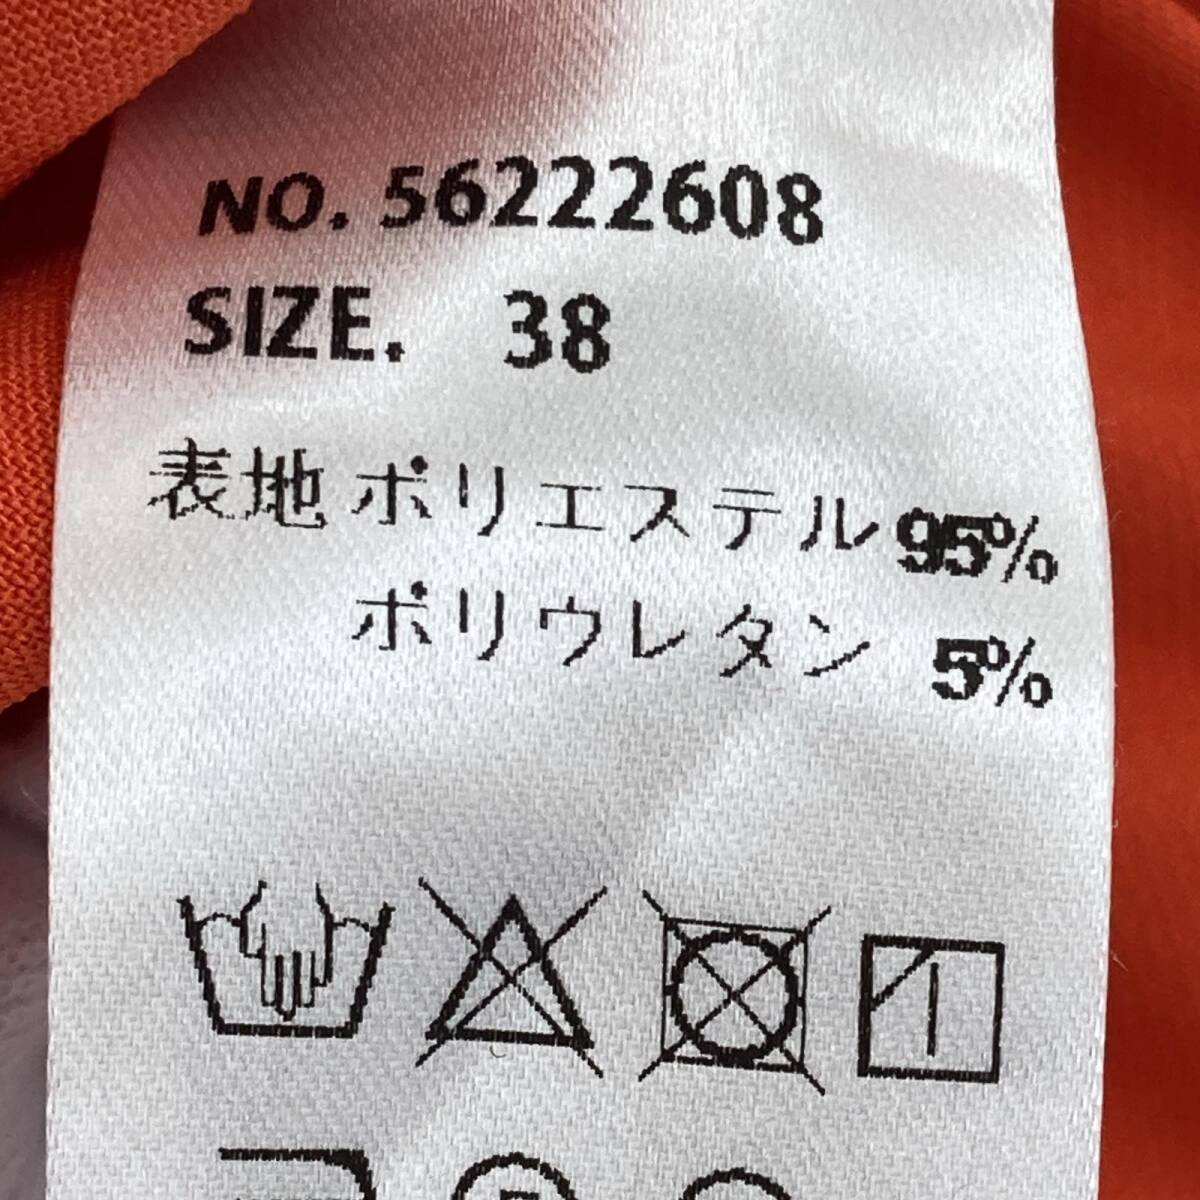 NO. 56222608
SIZE. 38
表地 ポリエステル 95%
ポリウレタン 5%